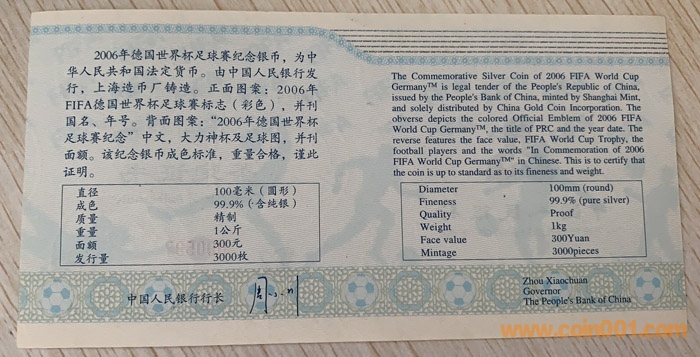 2006年德国世界杯足球赛纪念银币，为中
华人民共和国法定货币。由中国人民银行发
行，上海造币厂铸造。正面图案：2006年
FIFA德国世界杯足球赛标志（彩色），并刊
国名、年号。背面图案：“2006年德国世界杯
足球赛纪念”中文，大力神杯及足球图，并刊
面额。该纪念银币成色标准，重量合格，谨此
证明。
直径 100毫米（圆形）
成色 99.9%（含纯银）
质量 精制
重量 1公斤
面额 300元
发行量 3000枚
中国人民银行行长
The Commemorative Silver Coin of 2006 FIFA World Cup
Germany™ is legal tender of the People's Republic of China,
issued by the People's Bank of China, minted by Shanghai Mint,
and solely distributed by China Gold Coin Incorporation. The
obverse depicts the colored Official Emblem of 2006 FIFA
World Cup Germany™, the title of PRC and the year date. The
reverse features the face value, FIFA World Cup Trophy, the
football players and the words "In Commemoration of 2006
FIFA World Cup Germany™" in Chinese. This is to certify that
the coin is up to standard as to its fineness and weight.
Diameter 100mm (round)
Fineness 99.9% (pure silver)
Quality Proof
Weight 1kg
Face value 300Yuan
Mintage 3000pieces
Zhou Xiaochuan
Governor
The People's Bank of China
www.coin001.com